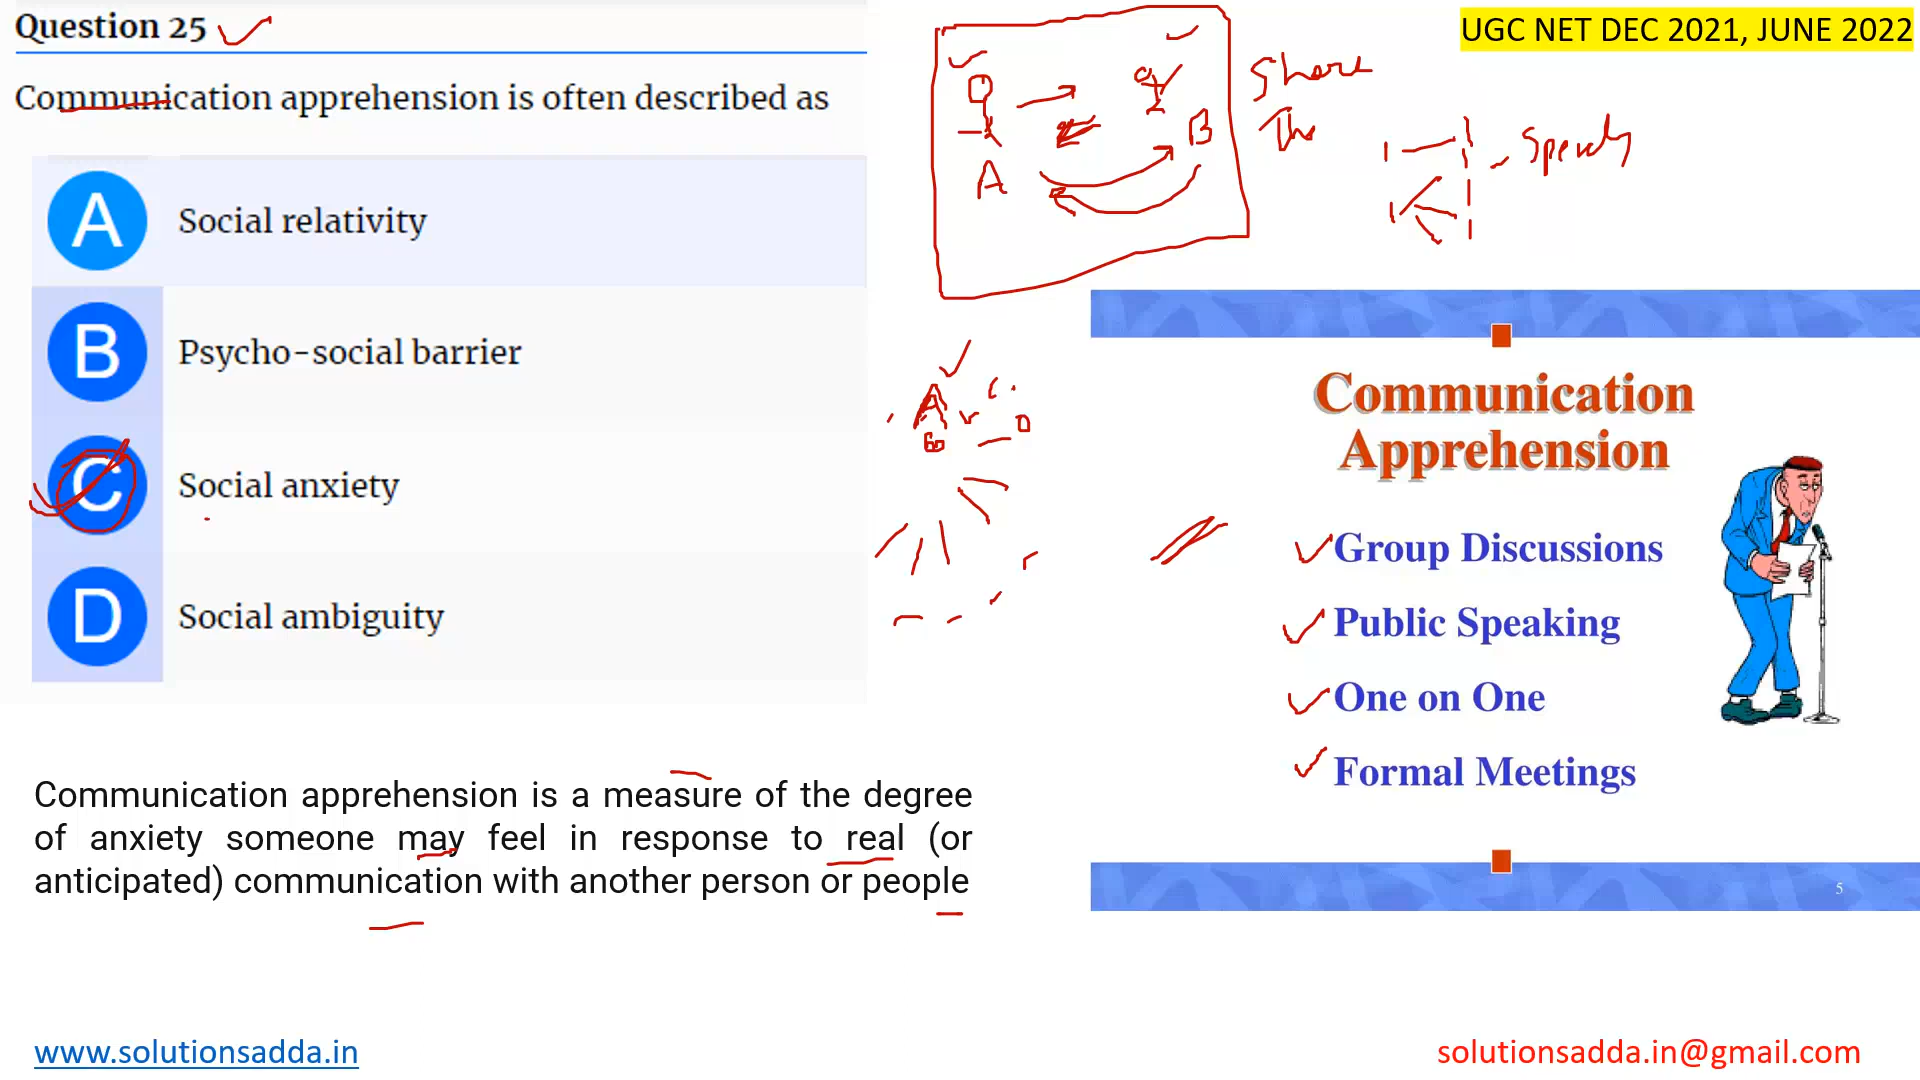 Question 25
UGC NET DEC 2021, JUNE 2022
Communication apprehension is often described as
A Social relativity
B Psycho-social barrier
C Social anxiety
D Social ambiguity
A
B
Share
The
A
Communication
Apprehension
Group Discussions
Public Speaking
One on One
Formal Meetings
5
Communication apprehension is a measure of the degree
of anxiety someone may feel in response to real (or
anticipated) communication with another person or people
www.solutionsadda.in
solutionsadda.in@gmail.com